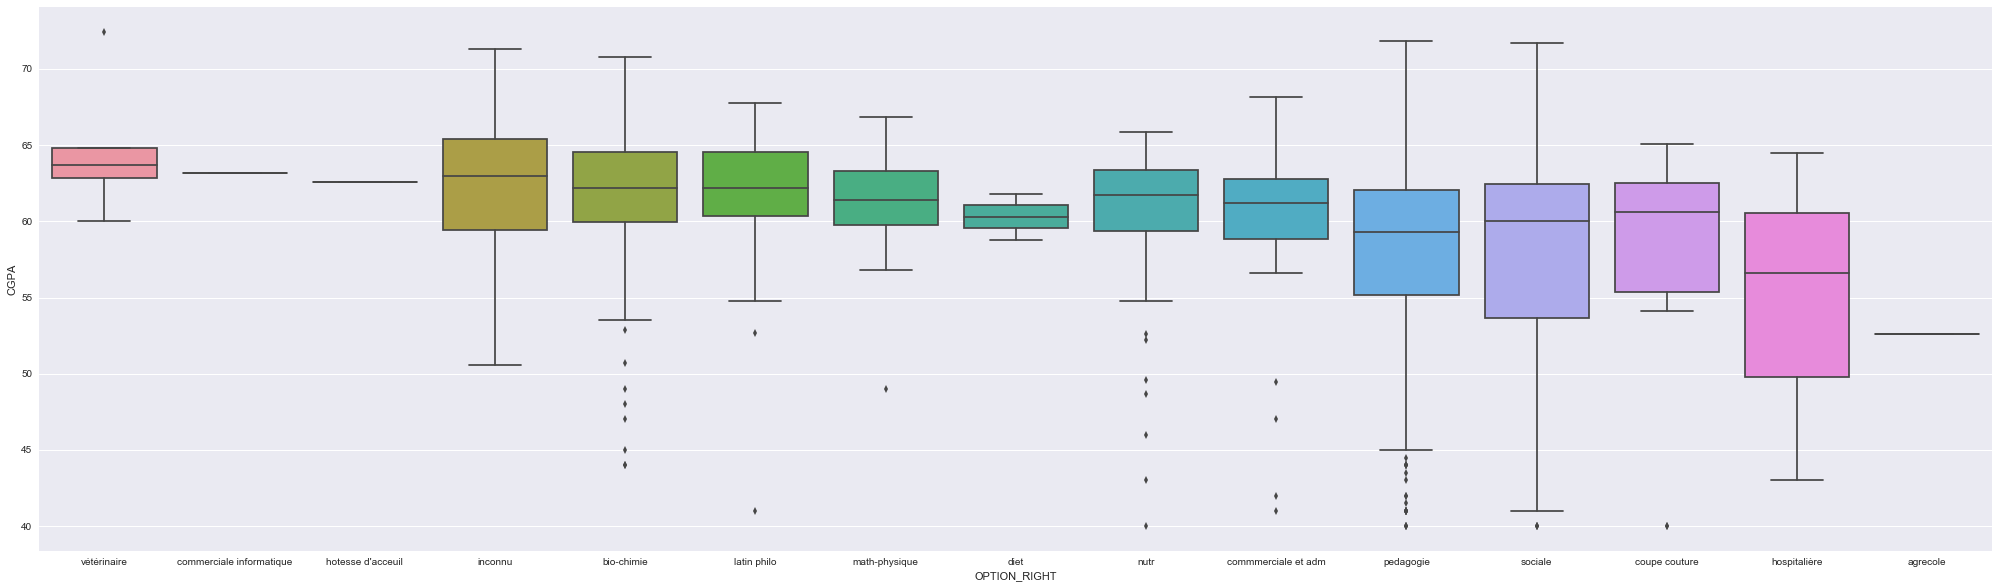 CGPA
70
65
60
55
50
45
40
vétérinaire commerciale informatique hotesse d'acceuil inconnu bio-chimie latin philo math-physique diet nutr commmerciale et adm pedagogie sociale coupe couture hospitalière agrecole
OPTION_RIGHT